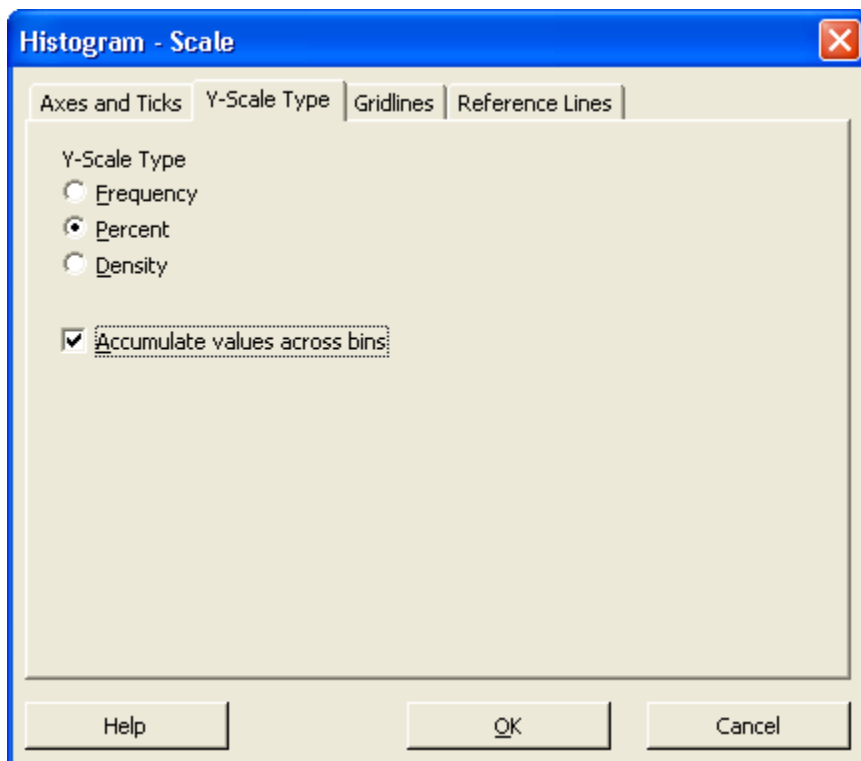 Histogram - Scale
Axes and Ticks Y-Scale Type Gridlines Reference Lines
Y-Scale Type
Frequency
Percent
Density
Accumulate values across bins
Help OK Cancel